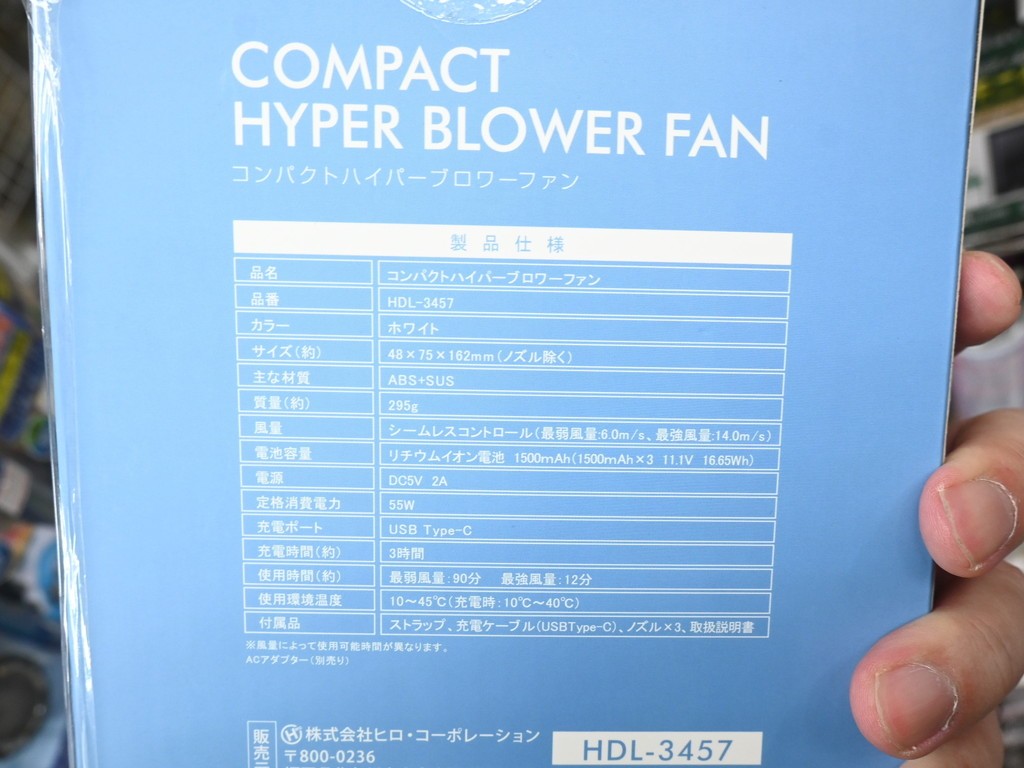 COMPACT
HYPER BLOWER FAN
コンパクトハイパーブロワーファン
製品仕様
品名 コンパクトハイパーブロワーファン
品番 HDL-3457
カラー ホワイト
サイズ(約) 48×75×162mm(ノズル除く)
主な材質 ABS+SUS
質量(約) 295g
風量 シームレスコントロール(最弱風量:6.0m/s、最強風量:14.0m/s)
電池容量 リチウムイオン電池 1500mAh(1500mAh×3 11.1V 16.65Wh)
電源 DC5V 2A
定格消費電力 55W
充電ポート USB Type-C
充電時間(約) 3時間
使用時間(約) 最弱風量:90分 最強風量:12分
使用環境温度 10〜45℃(充電時:10℃〜40℃)
付属品 ストラップ、充電ケーブル(USBType-C)、ノズル×3、取扱説明書
※風量によって使用可能時間が異なります。
ACアダプター(別売り)
販売
株式会社ヒロ・コーポレーション
〒800-0236
HDL-3457